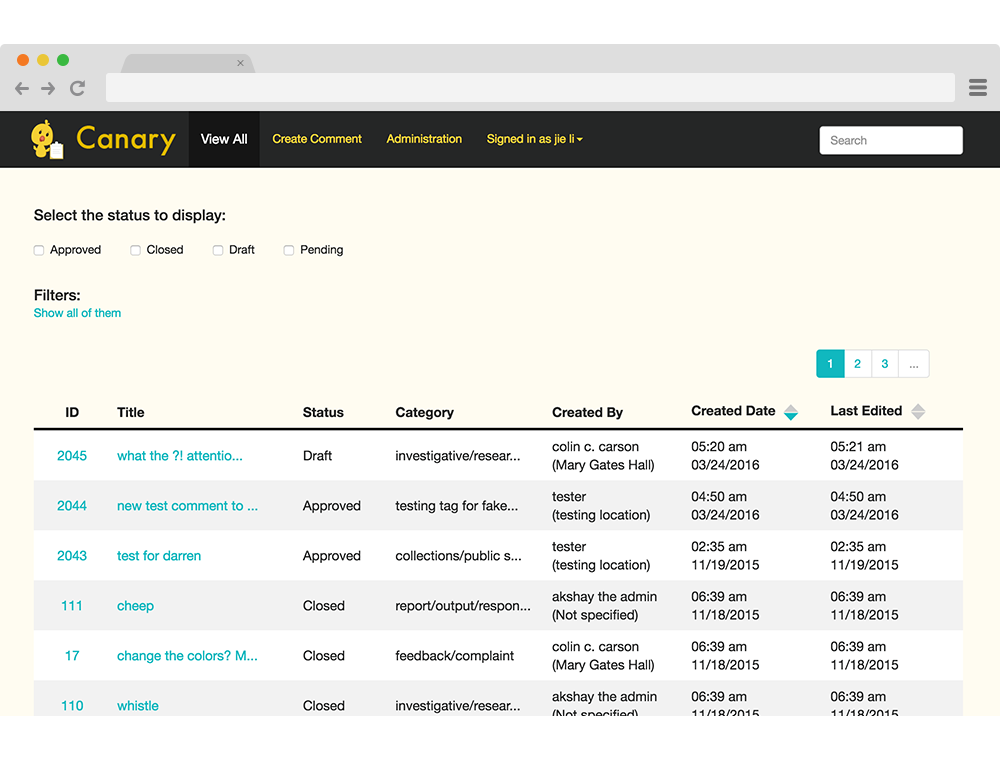 Canary View All Create Comment Administration Signed in as jie li Search
Select the status to display:
Approved Closed Draft Pending
Filters:
Show all of them
1 2 3 ...
ID Title Status Category Created By Created Date Last Edited
2045 what the ?! attentio... Draft investigative/resear... colin c. carson (Mary Gates Hall) 05:20 am 03/24/2016 05:21 am 03/24/2016
2044 new test comment to ... Approved testing tag for fake... tester (testing location) 04:50 am 03/24/2016 04:50 am 03/24/2016
2043 test for darren Approved collections/public s... tester (testing location) 02:35 am 11/19/2015 02:35 am 11/19/2015
111 cheep Closed report/output/respon... akshay the admin (Not specified) 06:39 am 11/18/2015 06:39 am 11/18/2015
17 change the colors? M... Closed feedback/complaint colin c. carson (Mary Gates Hall) 06:39 am 11/18/2015 06:39 am 11/18/2015
110 whistle Closed investigative/resear... akshay the admin (Not specified) 06:39 am 11/18/2015 06:39 am 11/18/2015